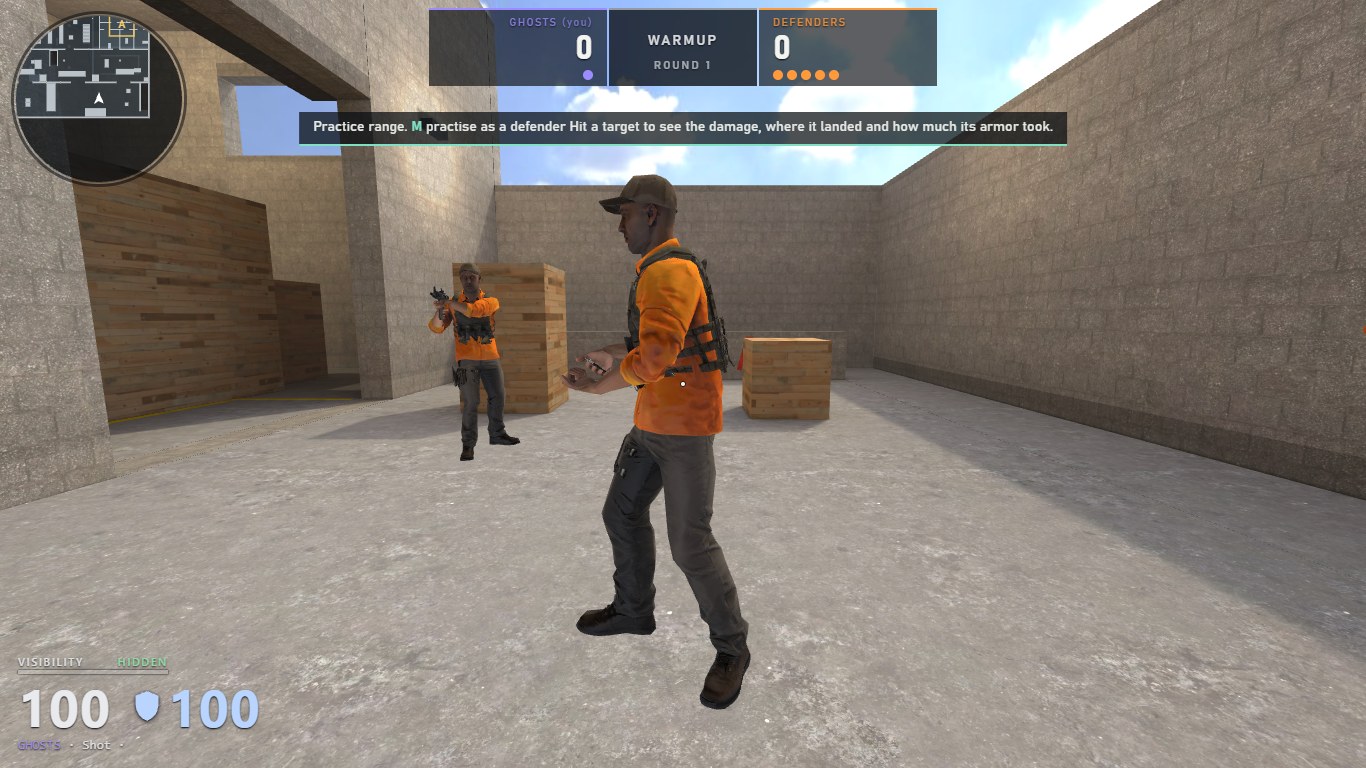 A
GHOSTS (you)
0
WARMUP
ROUND 1
DEFENDERS
0
Practice range. M practise as a defender Hit a target to see the damage, where it landed and how much its armor took.
VISIBILITY HIDDEN
100 100
GHOSTS · Shot ·